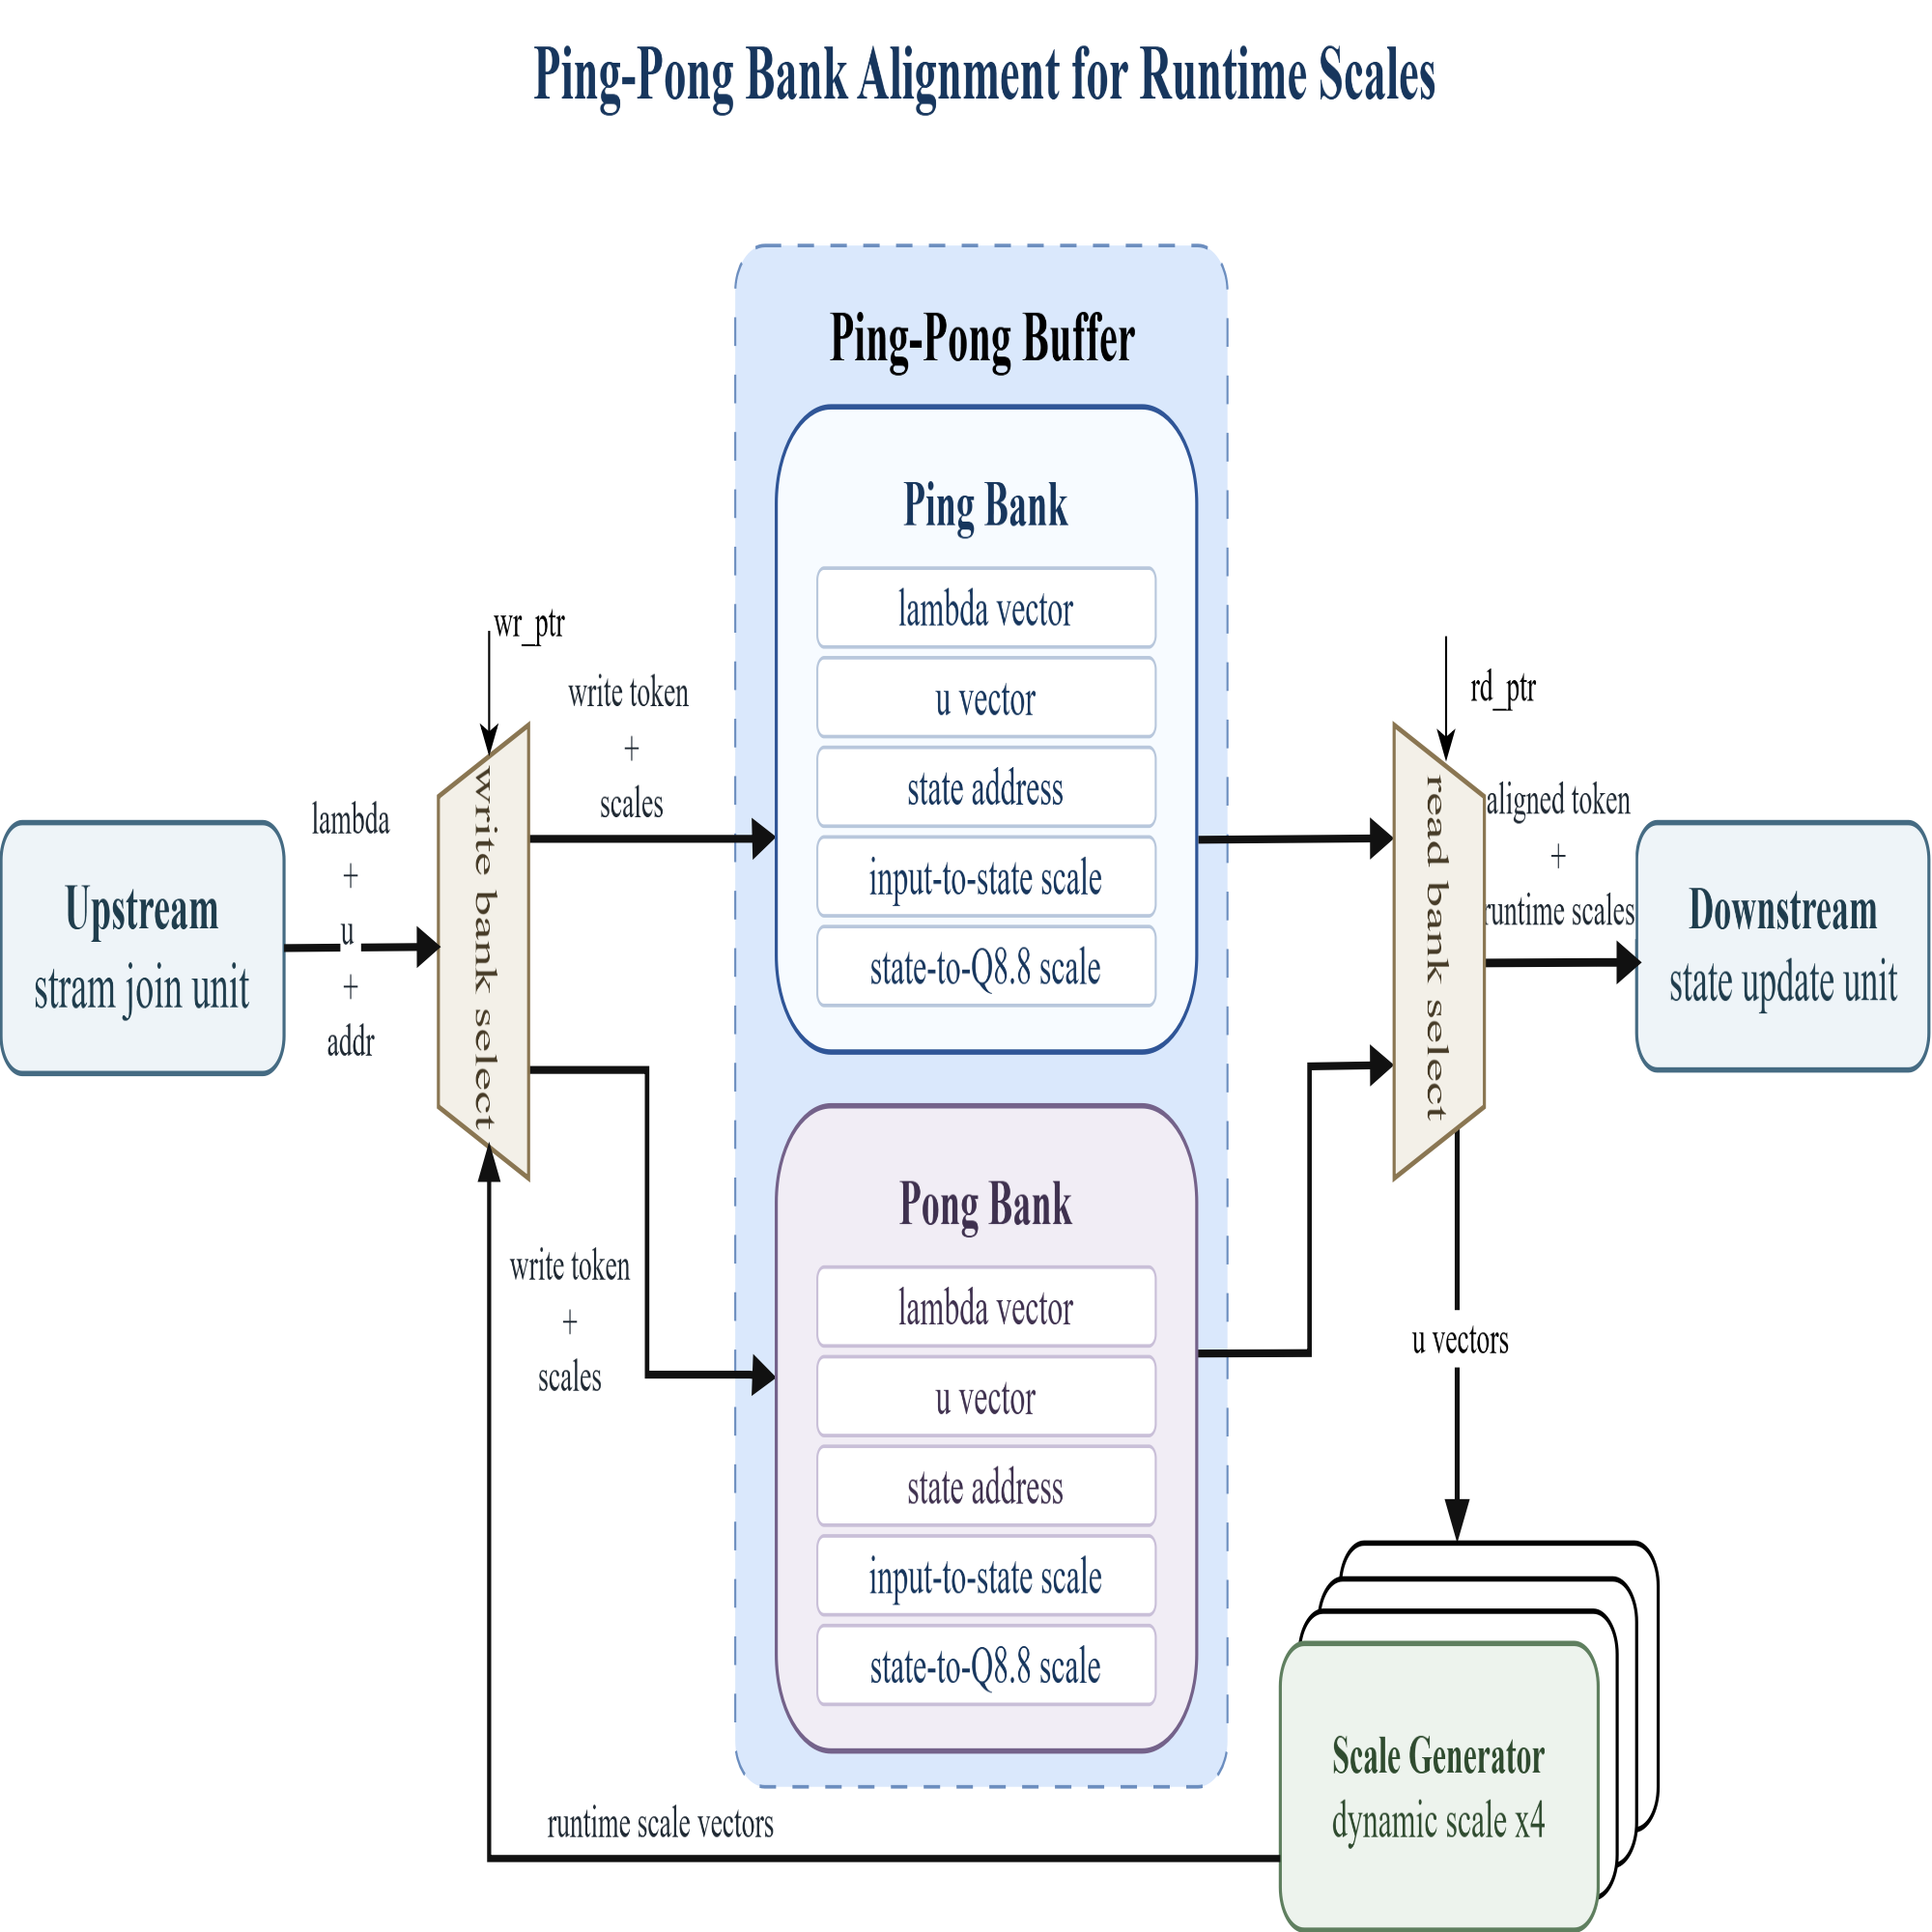 Ping-Pong Bank Alignment for Runtime Scales
Ping-Pong Buffer
Ping Bank
lambda vector
u vector
state address
input-to-state scale
state-to-Q8.8 scale
wr_ptr
write token
+
scales
rd_ptr
lambda
+
u
+
addr
Upstream
stram join unit
write bank select
read bank select
aligned token
+
runtime scales
Downstream
state update unit
Pong Bank
lambda vector
u vector
state address
input-to-state scale
state-to-Q8.8 scale
write token
+
scales
u vectors
Scale Generator
dynamic scale x4
runtime scale vectors